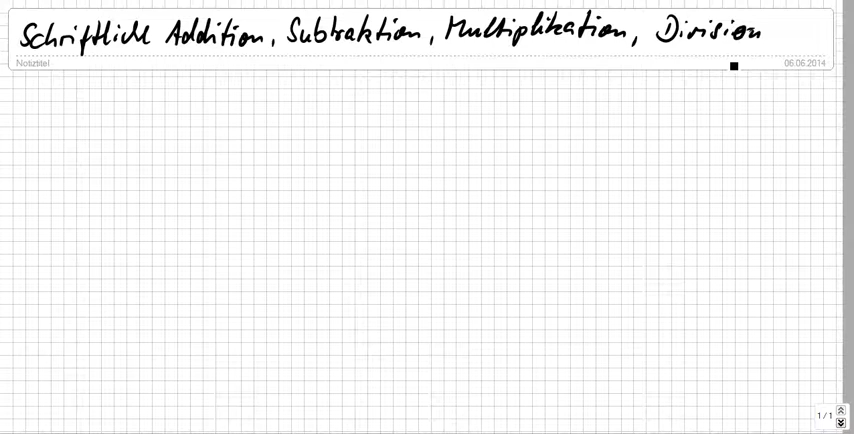 Schriftliche Addition, Subtraktion, Multiplikation, Division
Notiztitel 06.06.2014
1/1